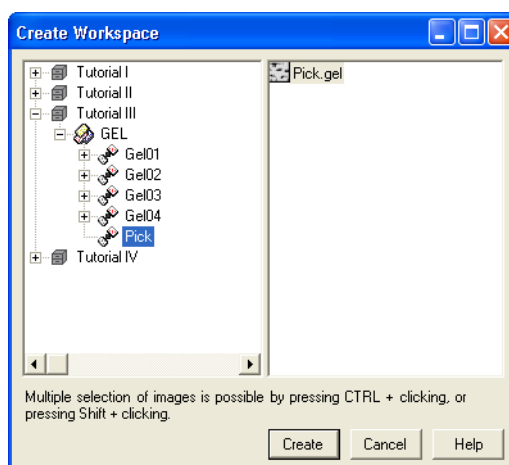 Create Workspace
Tutorial I
Tutorial II
Tutorial III
GEL
Gel01
Gel02
Gel03
Gel04
Pick
Tutorial IV
Pick.gel
Multiple selection of images is possible by pressing CTRL + clicking, or
pressing Shift + clicking.
Create
Cancel
Help